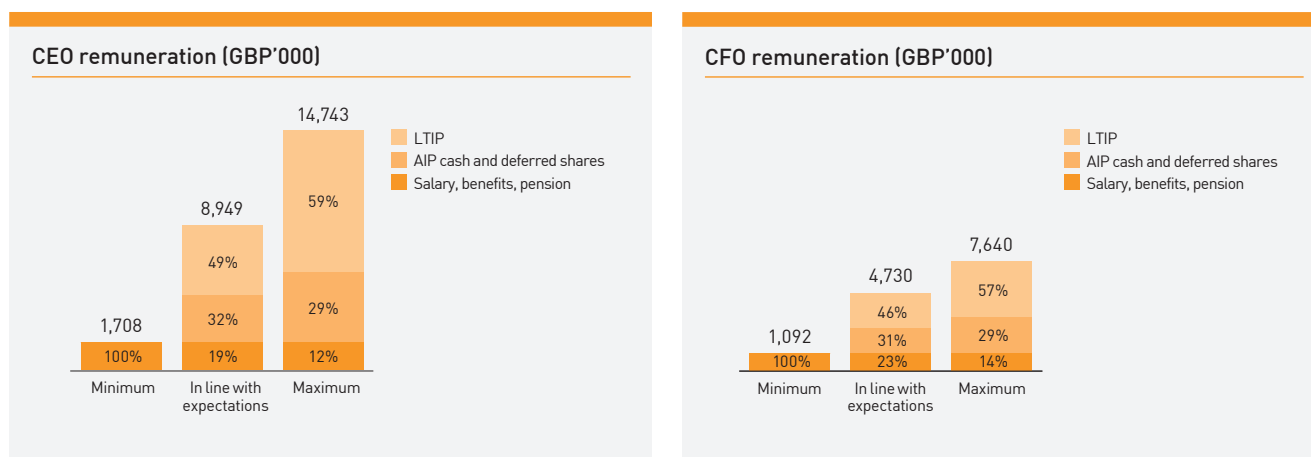 CEO remuneration (GBP'000)
14,743
LTIP
AIP cash and deferred shares
Salary, benefits, pension
59%
8,949
49%
29%
32%
1,708
100%
19%
12%
Minimum
In line with
expectations
Maximum
CFO remuneration (GBP'000)
LTIP
AIP cash and deferred shares
Salary, benefits, pension
7,640
4,730
57%
46%
29%
31%
1,092
100%
23%
14%
Minimum
In line with
expectations
Maximum